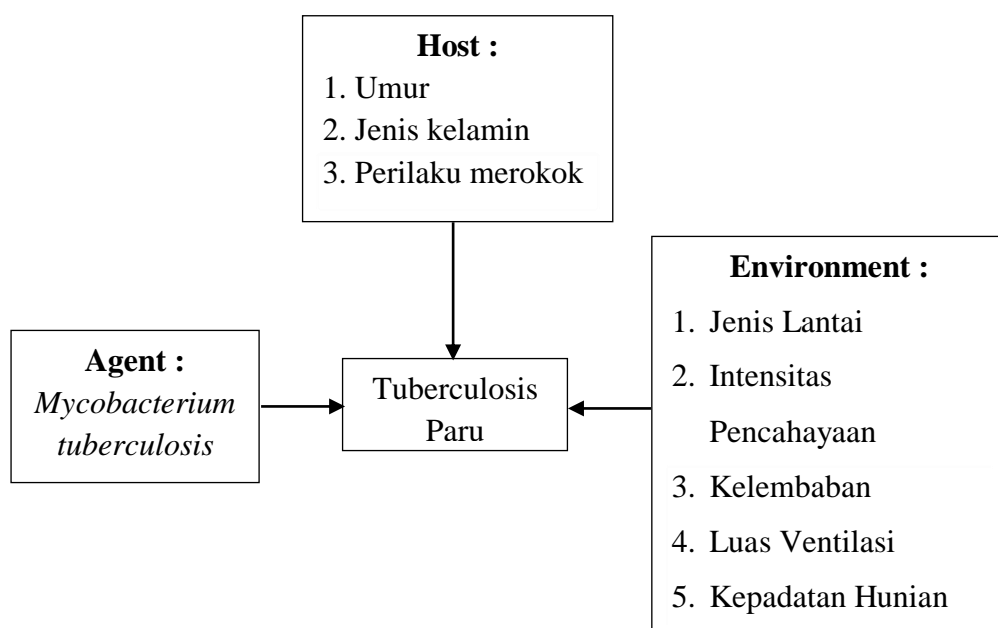 Host :
1. Umur
2. Jenis kelamin
3. Perilaku merokok
Environment :
1. Jenis Lantai
2. Intensitas
Pencahayaan
3. Kelembaban
4. Luas Ventilasi
5. Kepadatan Hunian
Agent :
Mycobacterium
tuberculosis
Tuberculosis
Paru